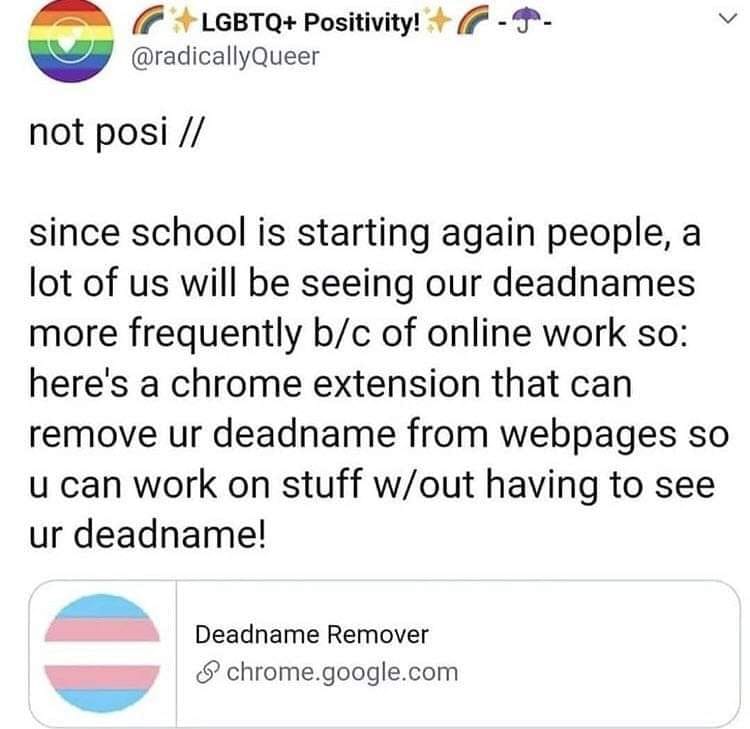 🌈✨LGBTQ+ Positivity!✨🌈 -☂-
@radicallyQueer
not posi //
since school is starting again people, a
lot of us will be seeing our deadnames
more frequently b/c of online work so:
here's a chrome extension that can
remove ur deadname from webpages so
u can work on stuff w/out having to see
ur deadname!
Deadname Remover
chrome.google.com